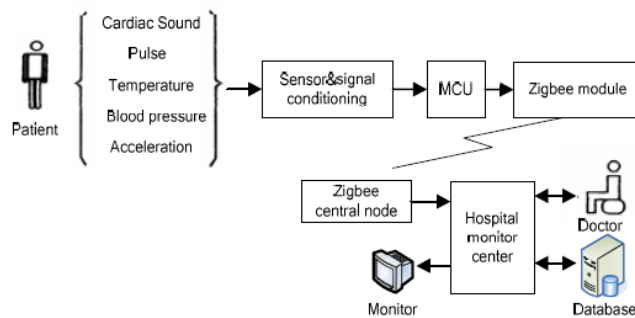 Cardiac Sound
Pulse
Temperature
Blood pressure
Acceleration
Patient
Sensor&signal
conditioning
MCU
Zigbee module
Zigbee
central node
Hospital
monitor
center
Doctor
Monitor
Database